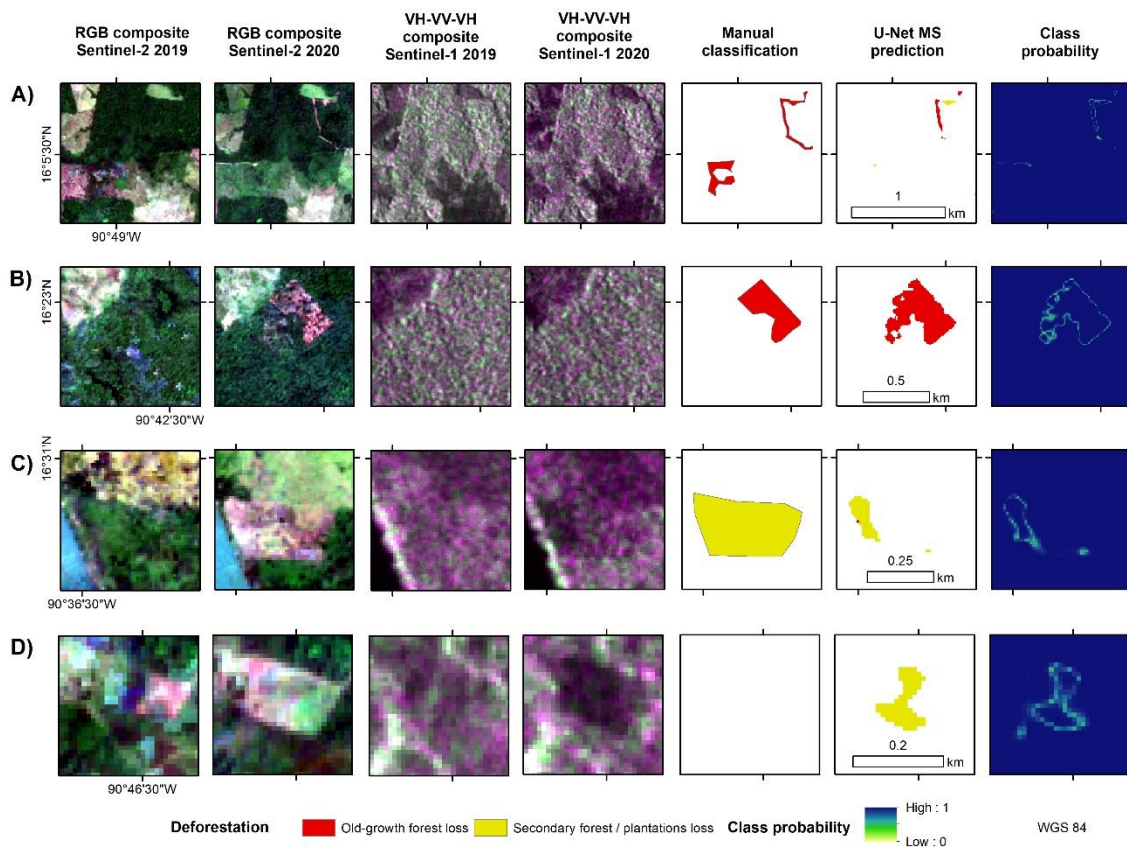 RGB composite
Sentinel-2 2019
RGB composite
Sentinel-2 2020
VH-VV-VH
composite
Sentinel-1 2019
VH-VV-VH
composite
Sentinel-1 2020
Manual
classification
U-Net MS
prediction
Class
probability
A)
16°5'30"N
1
km
90°49'W
B)
16°23'N
0.5
km
90°42'30"W
C)
16°31'N
0.25
km
90°36'30"W
D)
0.2
km
90°46'30"W
Deforestation
Old-growth forest loss
Secondary forest / plantations loss
Class probability
High : 1
Low : 0
WGS 84